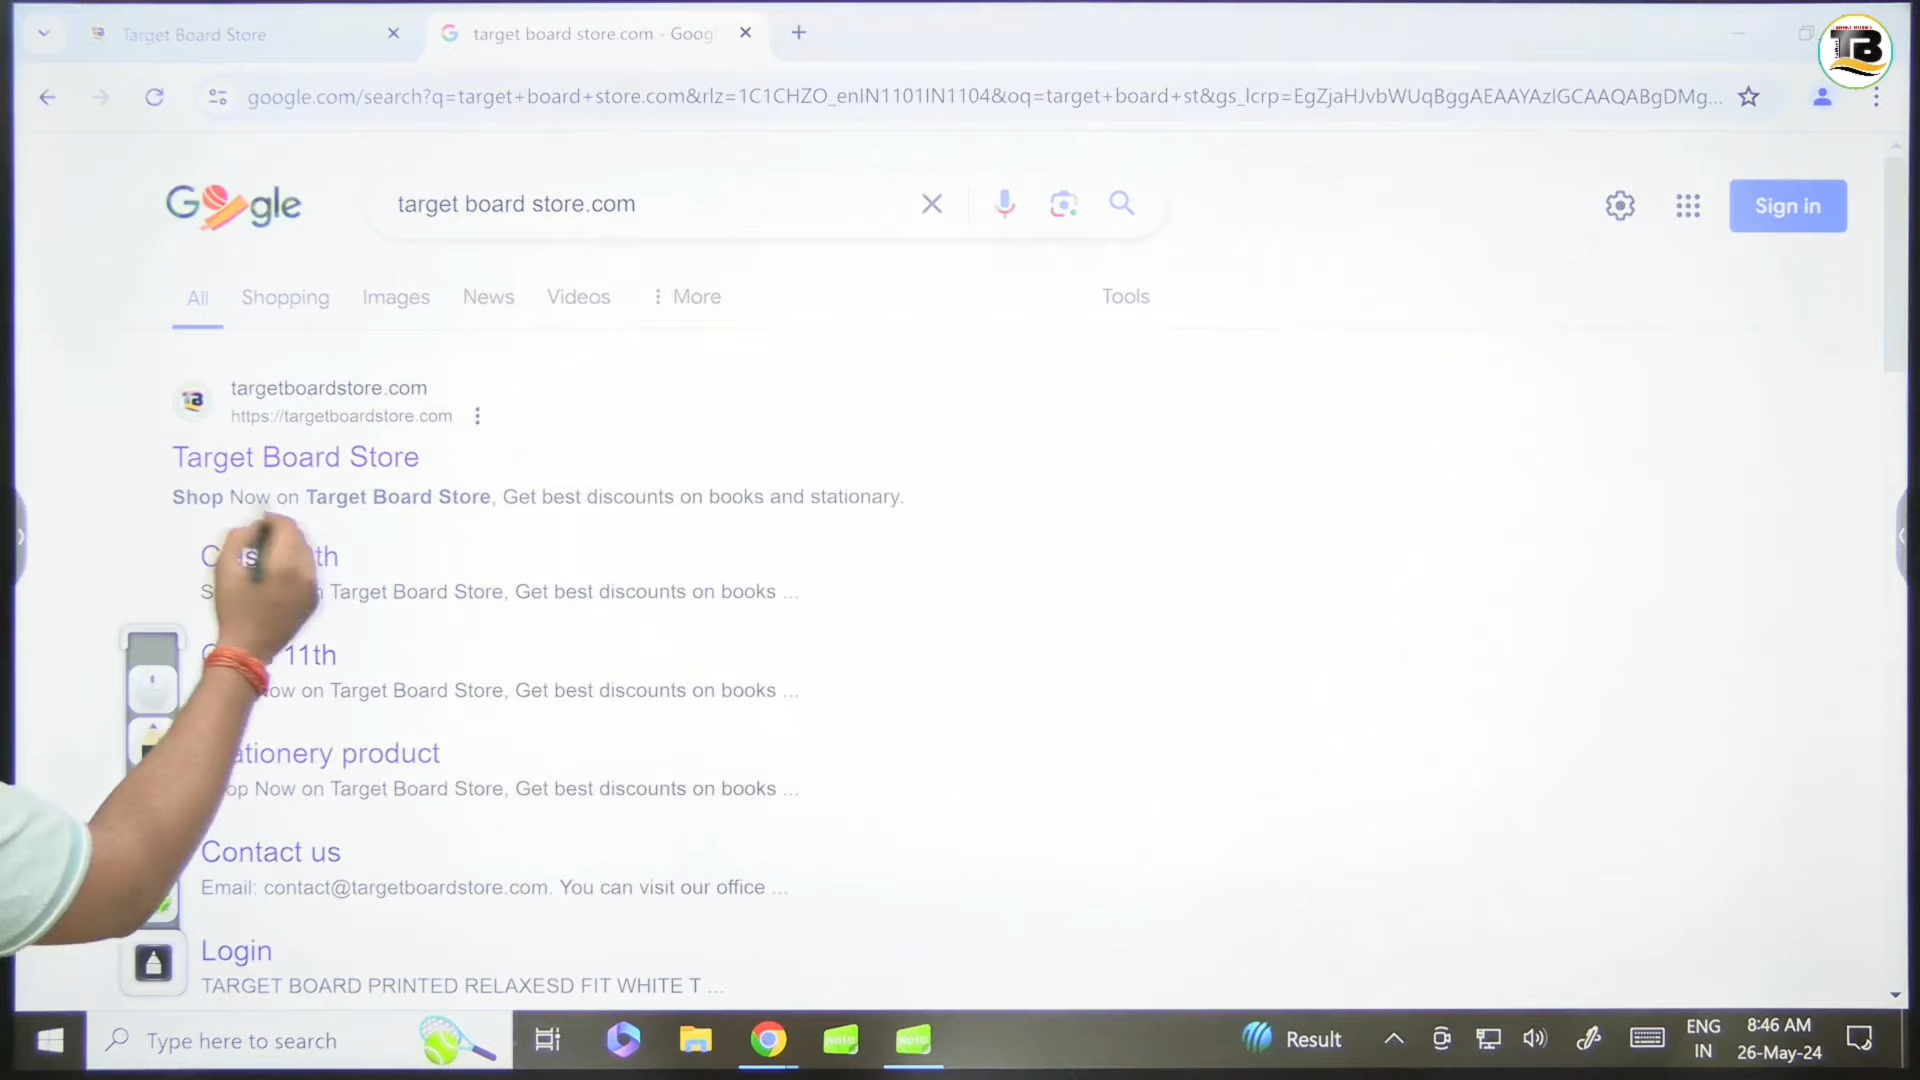 Target Board Store
target board store.com - Goog
google.com/search?q=target+board+store.com&rlz=1C1CHZO_enIN1101IN1104&oq=target+board+st&gs_lcrp=EgZjaHJvbWUqBggAEAAYAzIGCAAQABgDMg...
TB
Google
target board store.com
Sign in
All Shopping Images News Videos More Tools
TB
targetboardstore.com
https://targetboardstore.com
Target Board Store
Shop Now on Target Board Store, Get best discounts on books and stationary.
th
Target Board Store, Get best discounts on books ...
11th
ow on Target Board Store, Get best discounts on books ...
ationery product
op Now on Target Board Store, Get best discounts on books ...
Contact us
Email: contact@targetboardstore.com. You can visit our office ...
Login
TARGET BOARD PRINTED RELAXESD FIT WHITE T ...
Type here to search
Result
ENG
IN
8:46 AM
26-May-24